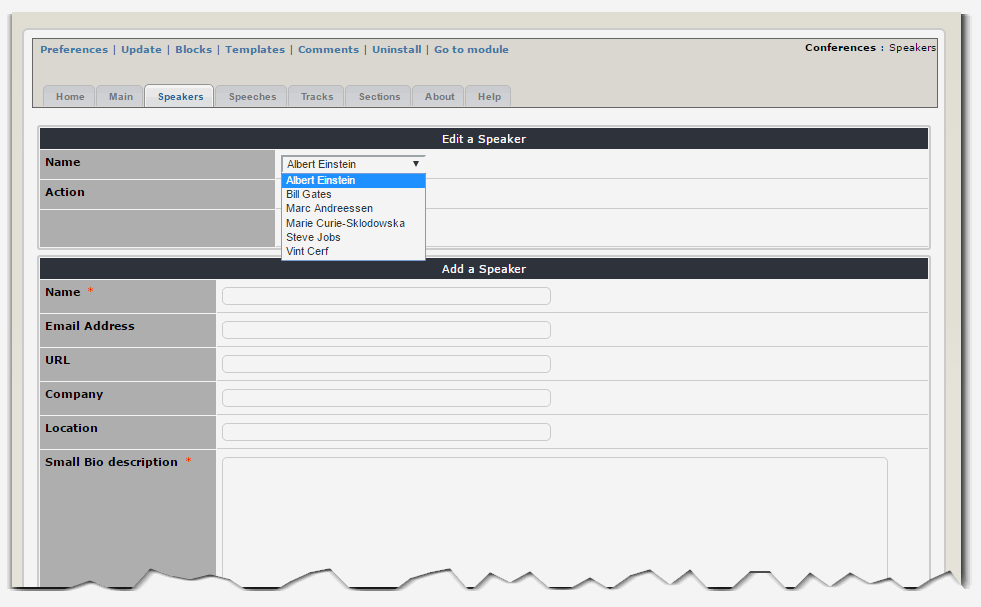 Preferences | Update | Blocks | Templates | Comments | Uninstall | Go to module
Conferences : Speakers
Home Main Speakers Speeches Tracks Sections About Help
Edit a Speaker
Name
Albert Einstein
Albert Einstein
Action
Bill Gates
Marc Andreessen
Marie Curie-Sklodowska
Steve Jobs
Vint Cerf
Add a Speaker
Name *
Email Address
URL
Company
Location
Small Bio description *